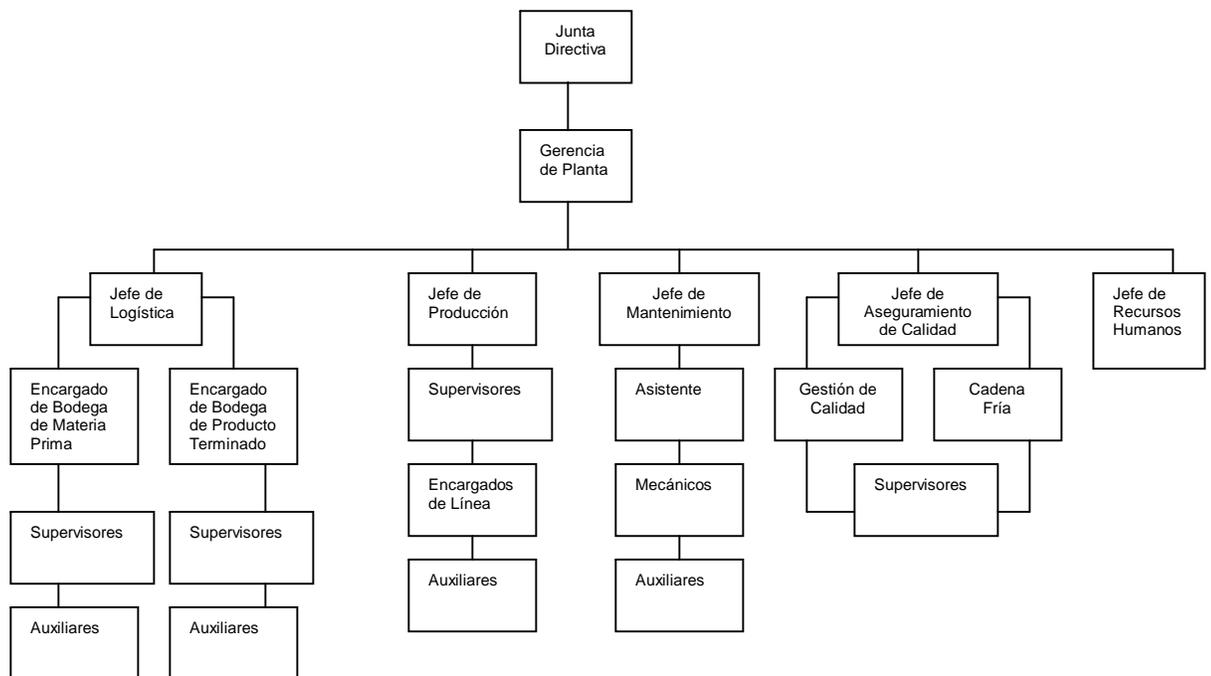 Junta
Directiva
Gerencia
de Planta
Jefe de
Logística
Jefe de
Producción
Jefe de
Mantenimiento
Jefe de
Aseguramiento
de Calidad
Jefe de
Recursos
Humanos
Encargado
de Bodega
de Materia
Prima
Encargado
de Bodega
de Producto
Terminado
Supervisores
Asistente
Gestión de
Calidad
Cadena
Fría
Encargados
de Línea
Mecánicos
Supervisores
Supervisores
Supervisores
Auxiliares
Auxiliares
Auxiliares
Auxiliares